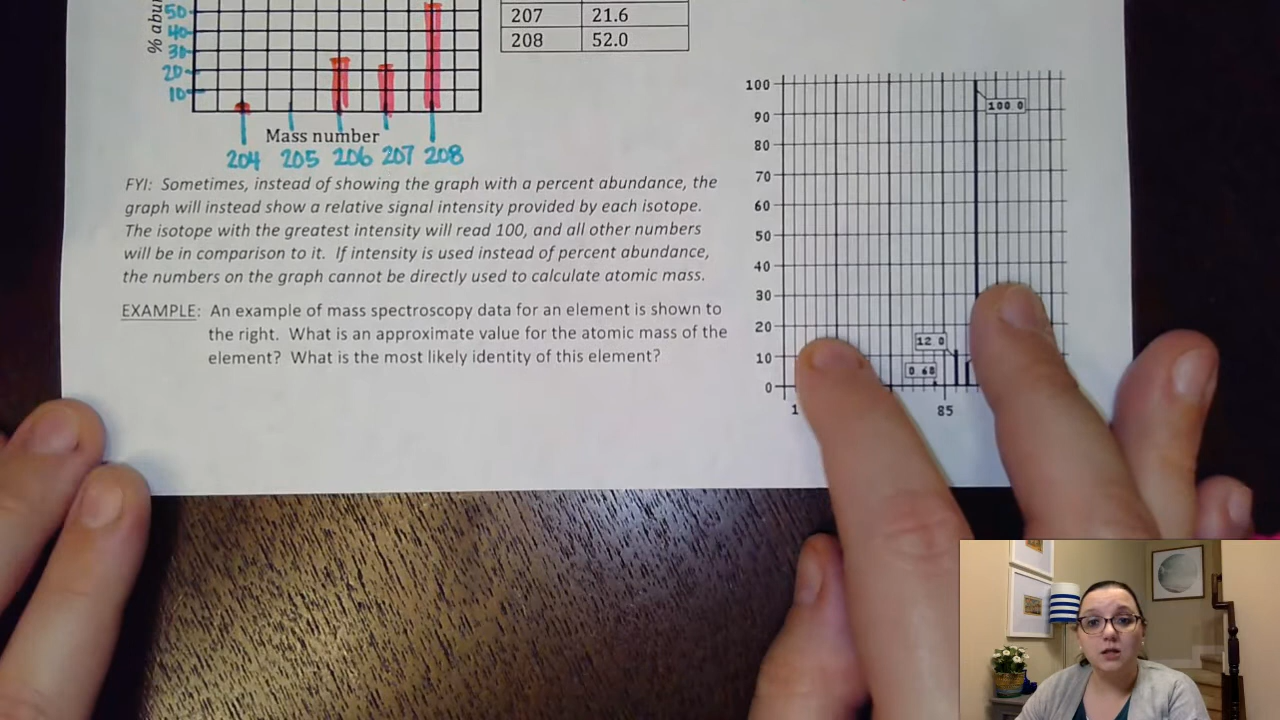 % abu
50
40
30
20
10
Mass number
204 205 206 207 208
207 21.6
208 52.0
FYI: Sometimes, instead of showing the graph with a percent abundance, the
graph will instead show a relative signal intensity provided by each isotope.
The isotope with the greatest intensity will read 100, and all other numbers
will be in comparison to it. If intensity is used instead of percent abundance,
the numbers on the graph cannot be directly used to calculate atomic mass.
EXAMPLE: An example of mass spectroscopy data for an element is shown to
the right. What is an approximate value for the atomic mass of the
element? What is the most likely identity of this element?
100
90
80
70
60
50
40
30
20
10
0
100.0
12.0
0.68
1
85